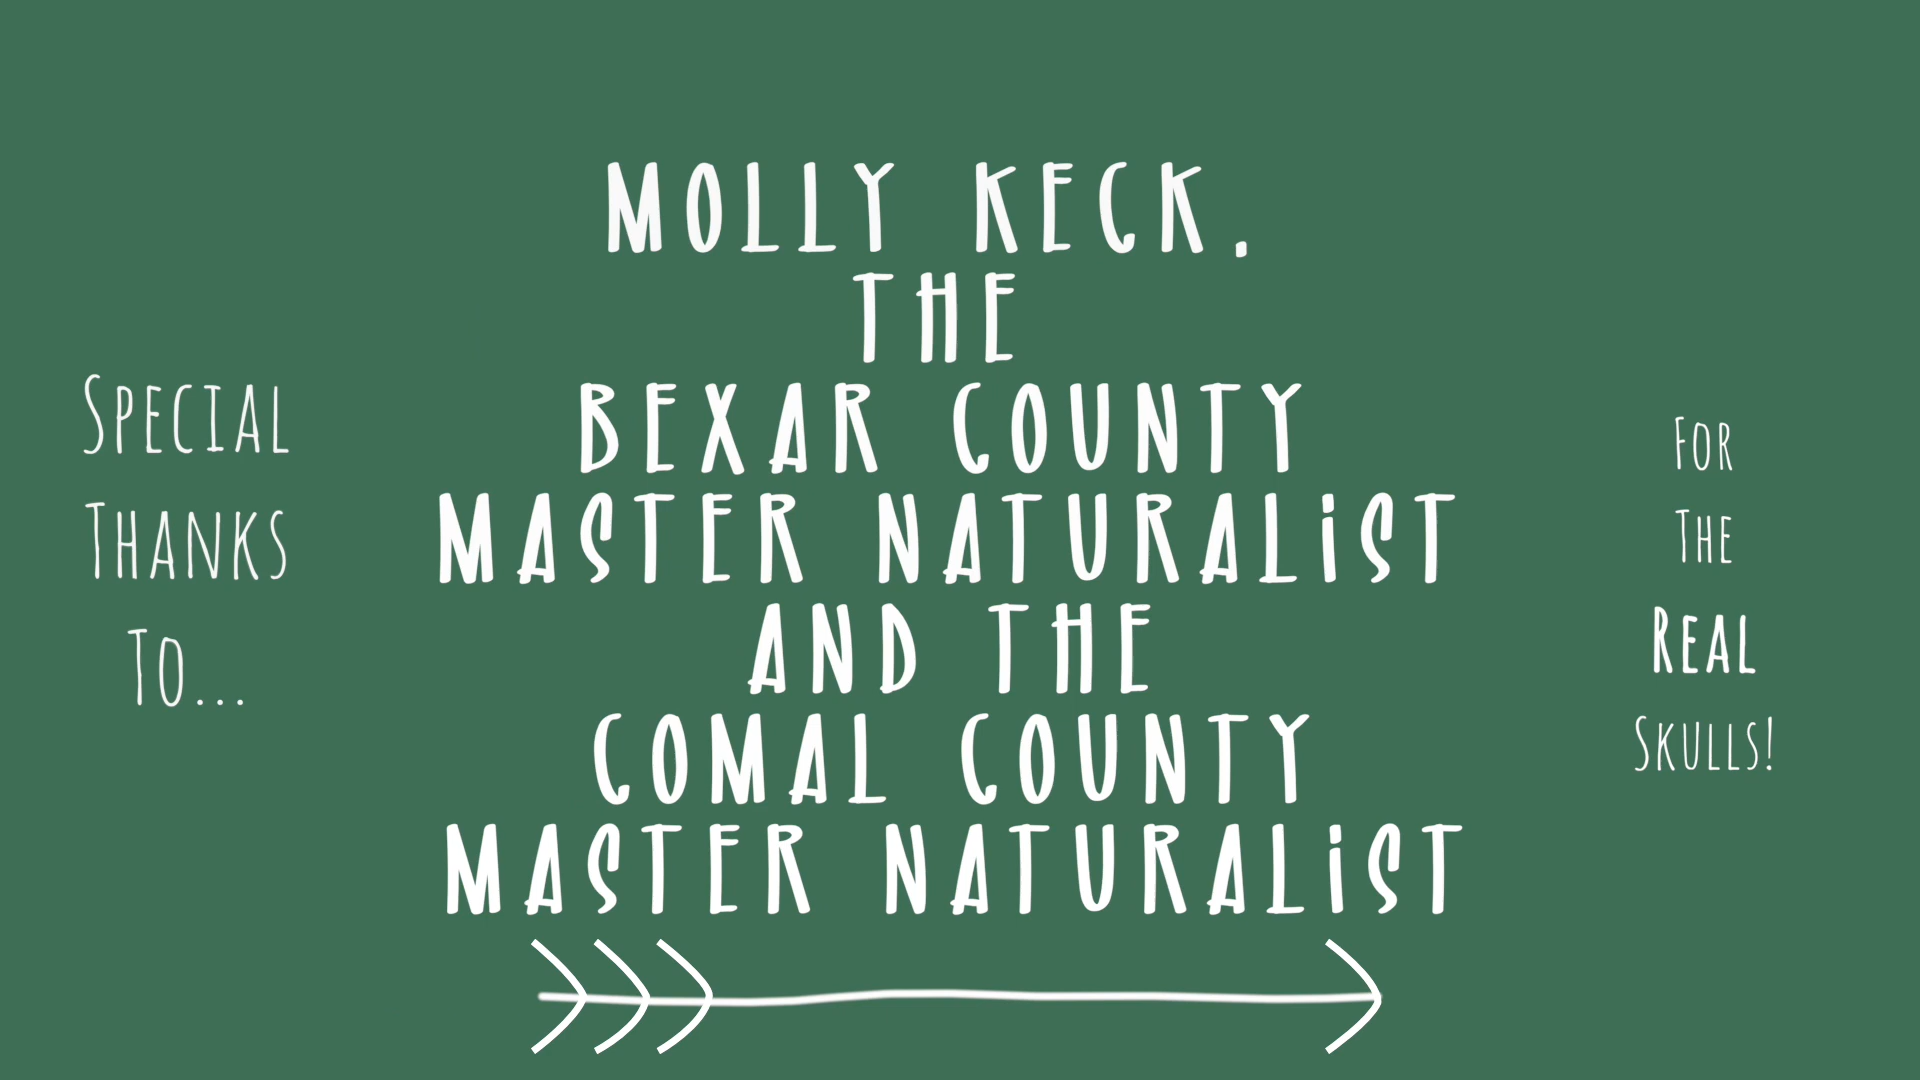 Special
Thanks
To...
MOLLY KECK.
THE
BEXAR COUNTY
MASTER NATURALiST
AND THE
COMAL COUNTY
MASTER NATURALiST
For
The
Real
Skulls!